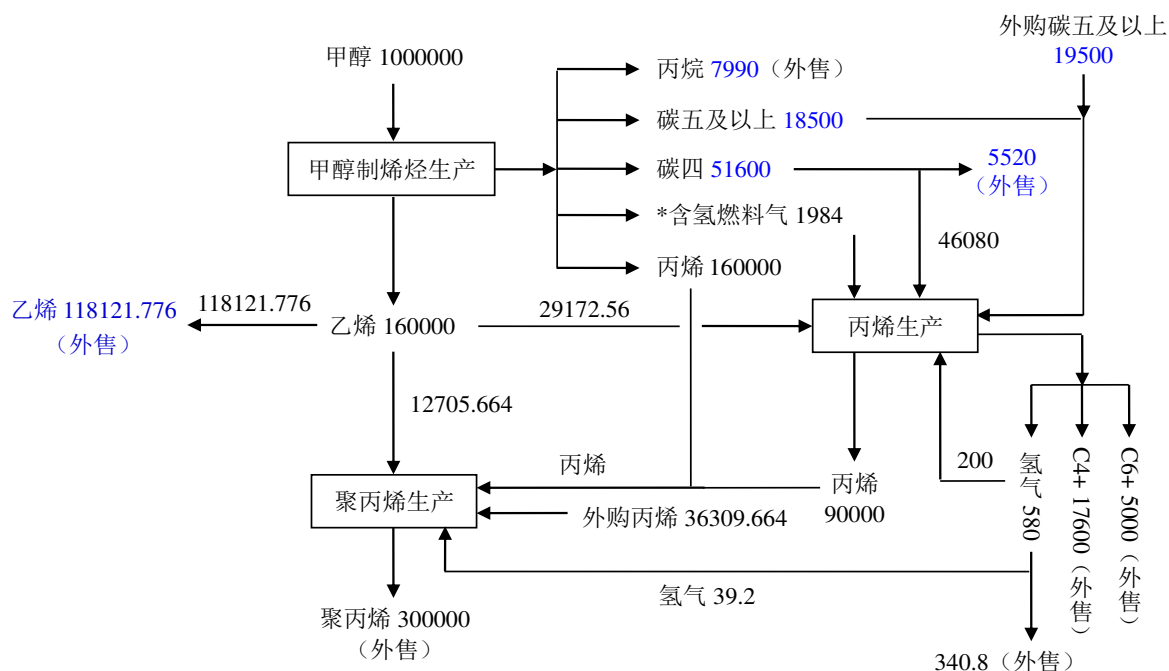 外购碳五及以上
19500
甲醇 1000000
丙烷 7990（外售）
碳五及以上 18500
甲醇制烯烃生产
碳四 51600
5520
（外售）
*含氢燃料气 1984
46080
丙烯 160000
乙烯 118121.776
（外售）
118121.776
乙烯 160000
29172.56
丙烯生产
12705.664
丙烯
聚丙烯生产
外购丙烯 36309.664
丙烯
90000
200
氢气 580
C4+ 17600（外售）
C6+ 5000（外售）
氢气 39.2
聚丙烯 300000
（外售）
340.8（外售）